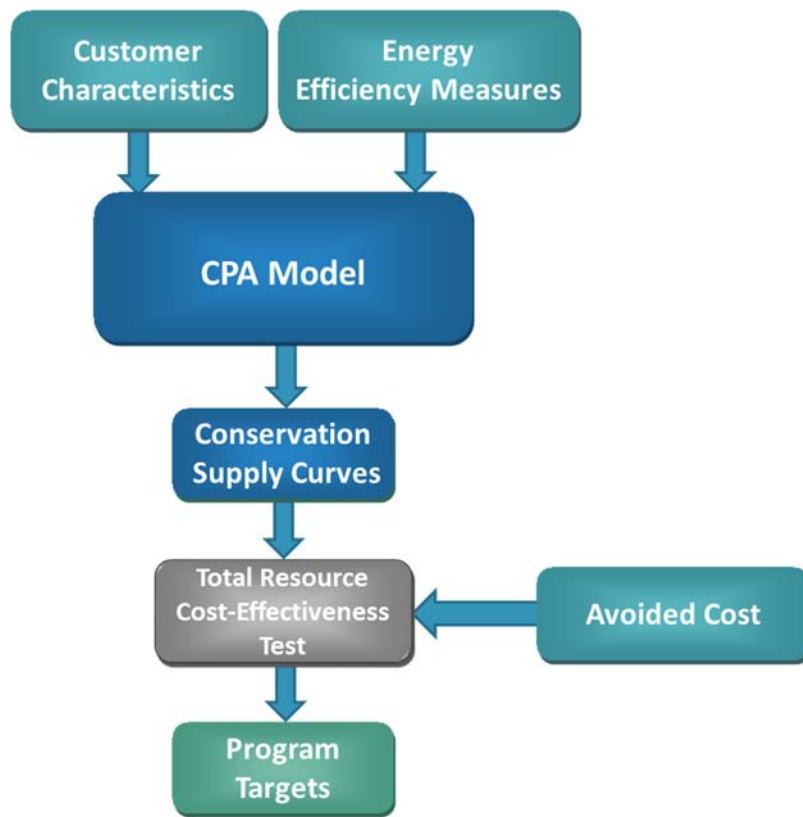 Customer
Characteristics
Energy
Efficiency Measures
CPA Model
Conservation
Supply Curves
Total Resource
Cost-Effectiveness
Test
Avoided Cost
Program
Targets